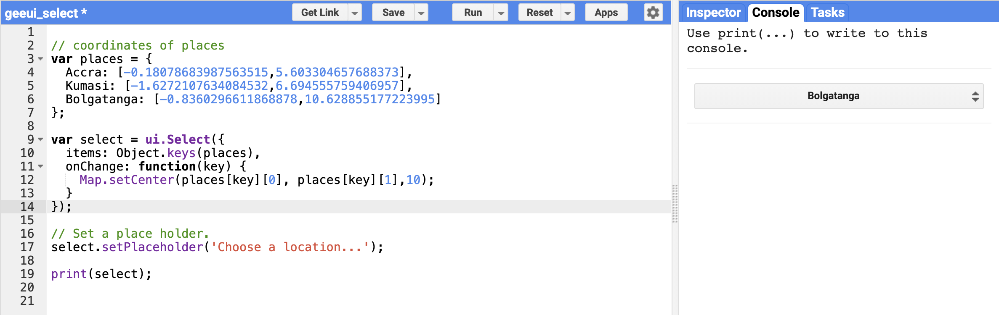 geeui_select *
Get Link
Save
Run
Reset
Apps
Inspector
Console
Tasks
1
2 // coordinates of places
3 var places = {
4 Accra: [-0.18078683987563515,5.603304657688373],
5 Kumasi: [-1.6272107634084532,6.694555759406957],
6 Bolgatanga: [-0.8360296611868878,10.628855177223995]
7 };
8
9 var select = ui.Select({
10 items: Object.keys(places),
11 onChange: function(key) {
12 Map.setCenter(places[key][0], places[key][1],10);
13 }
14 });
15
16 // Set a place holder.
17 select.setPlaceholder('Choose a location...');
18
19 print(select);
20
21
Use print(...) to write to this
console.
Bolgatanga